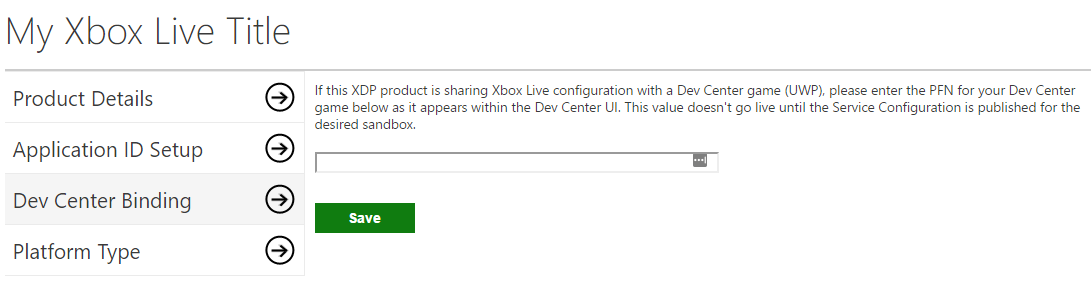 My Xbox Live Title
Product Details
Application ID Setup
Dev Center Binding
Platform Type
If this XDP product is sharing Xbox Live configuration with a Dev Center game (UWP), please enter the PFN for your Dev Center
game below as it appears within the Dev Center UI. This value doesn't go live until the Service Configuration is published for the
desired sandbox.
Save